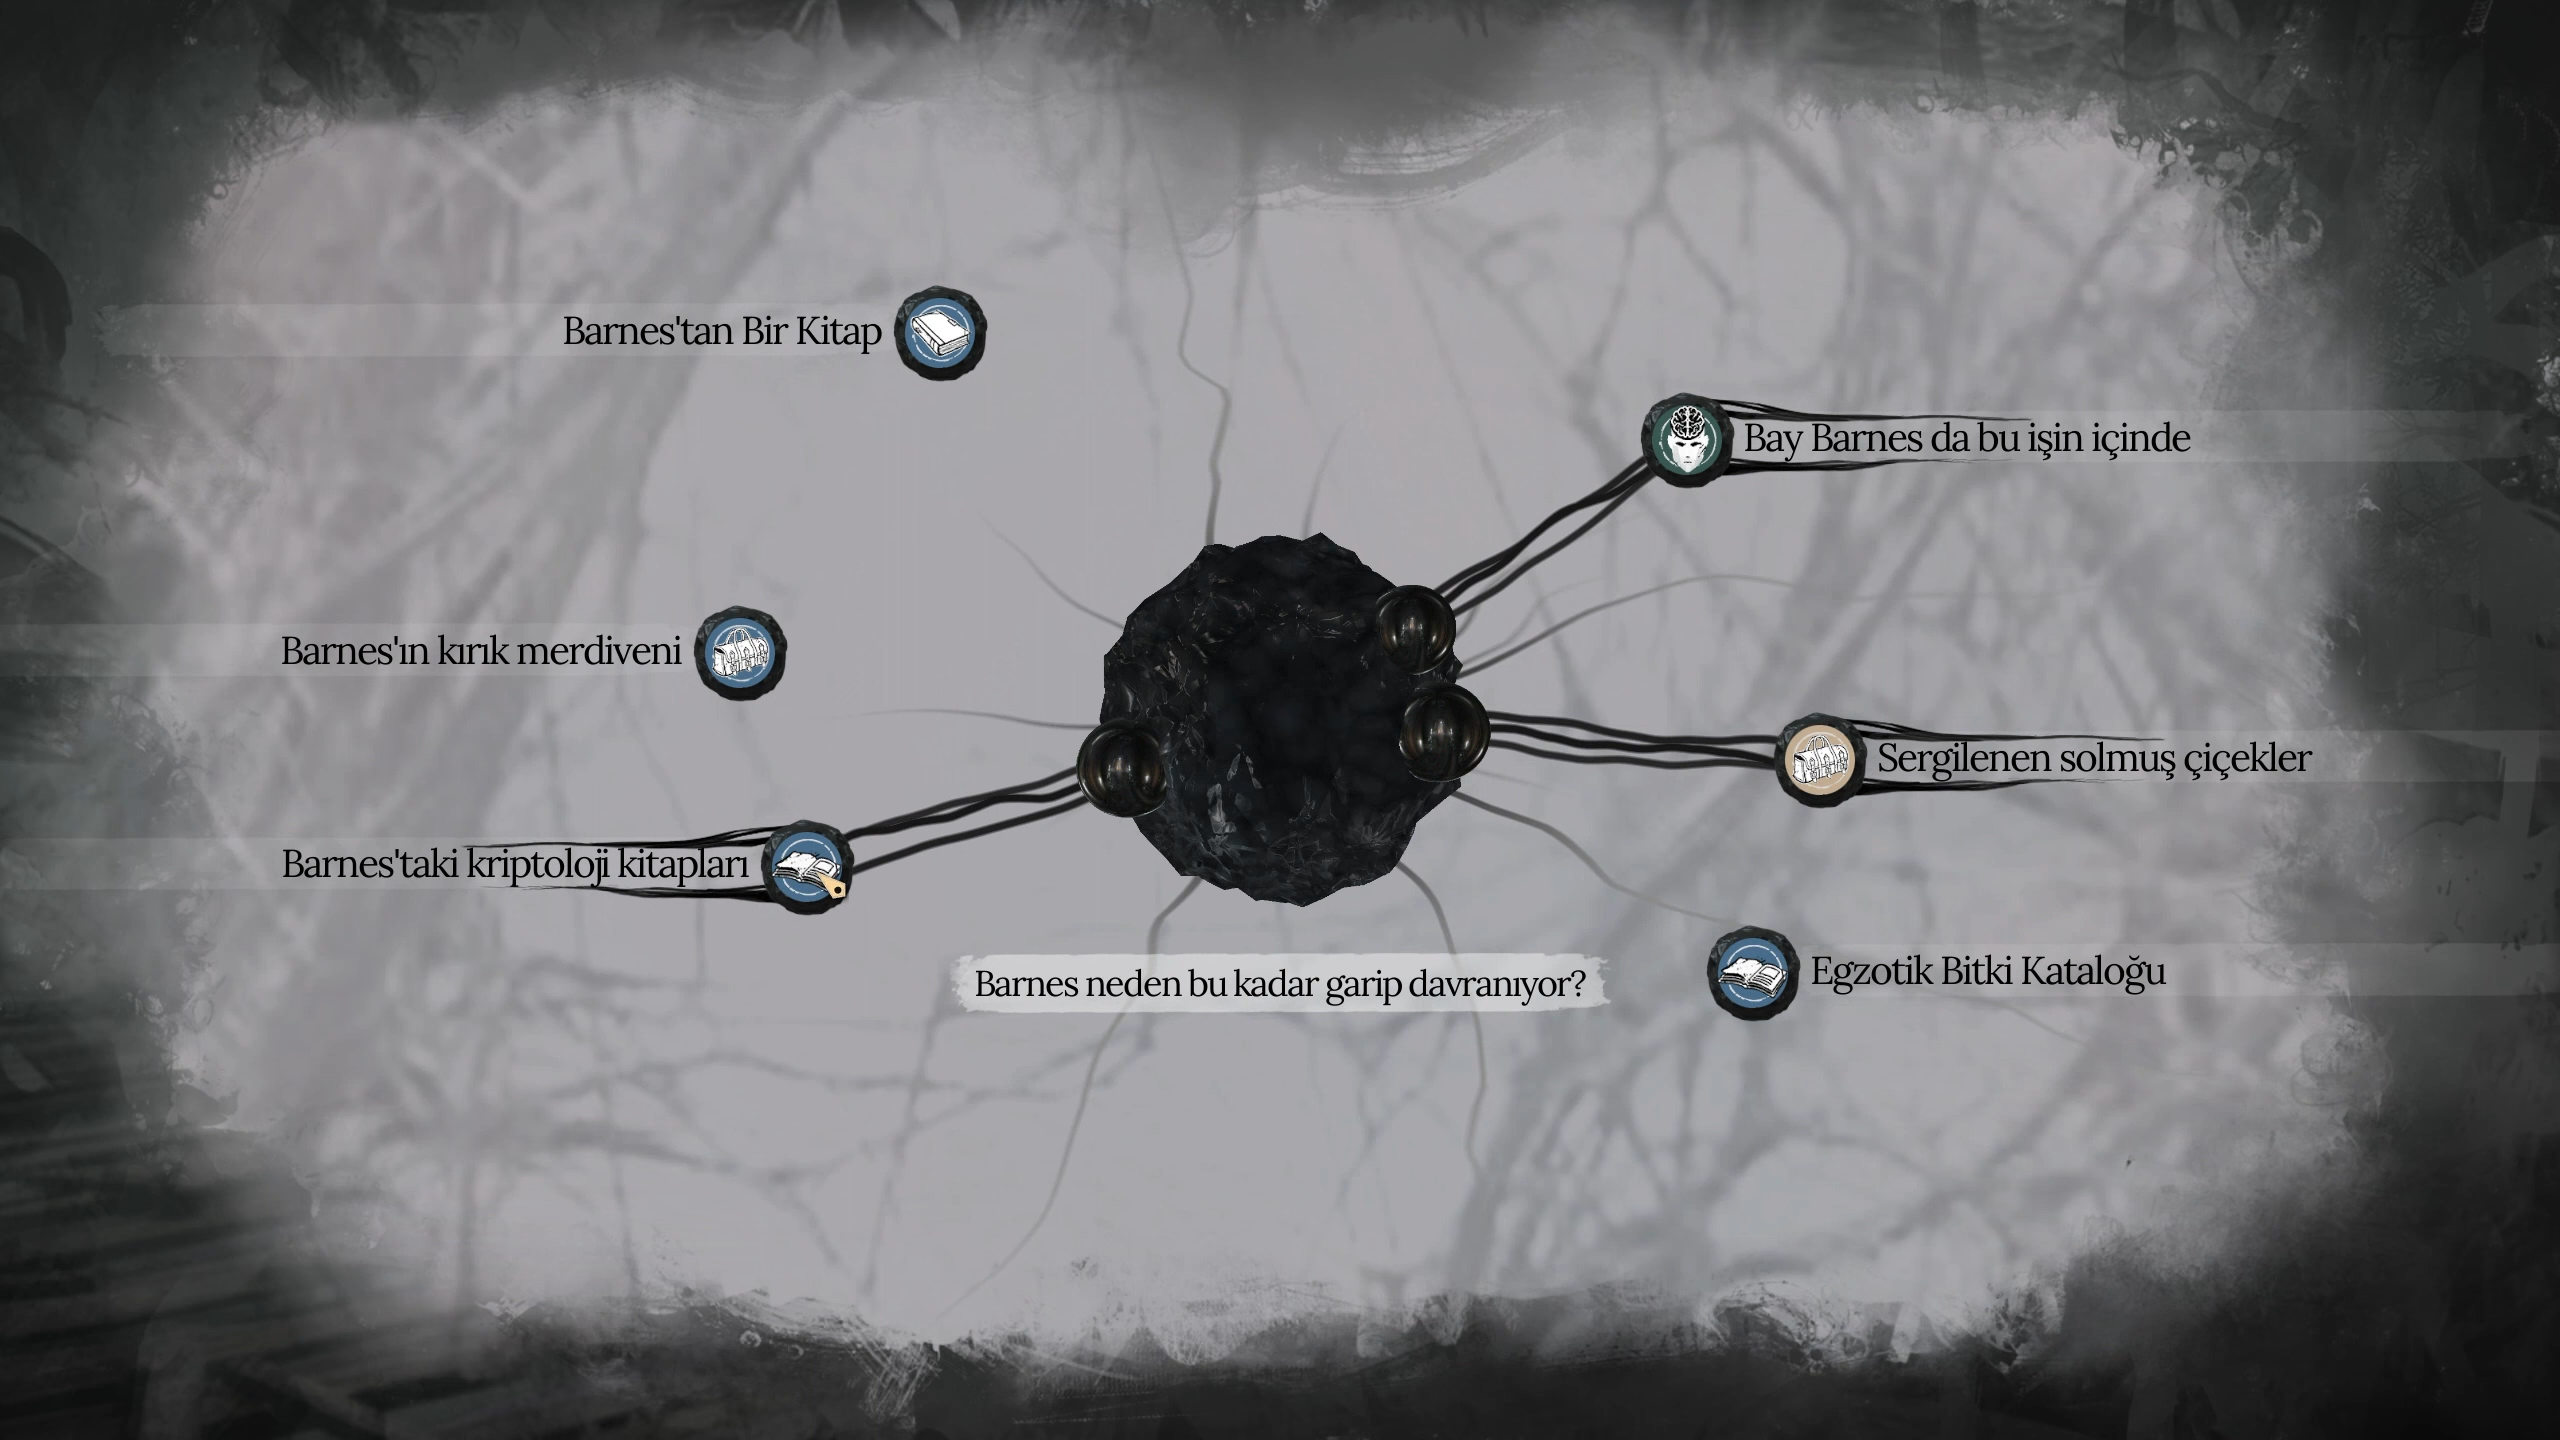 Barnes'tan Bir Kitap
Bay Barnes da bu işin içinde
Barnes'ın kırık merdiveni
Sergilenen solmuş çiçekler
Barnes'taki kriptoloji kitapları
Egzotik Bitki Kataloğu
Barnes neden bu kadar garip davranıyor?